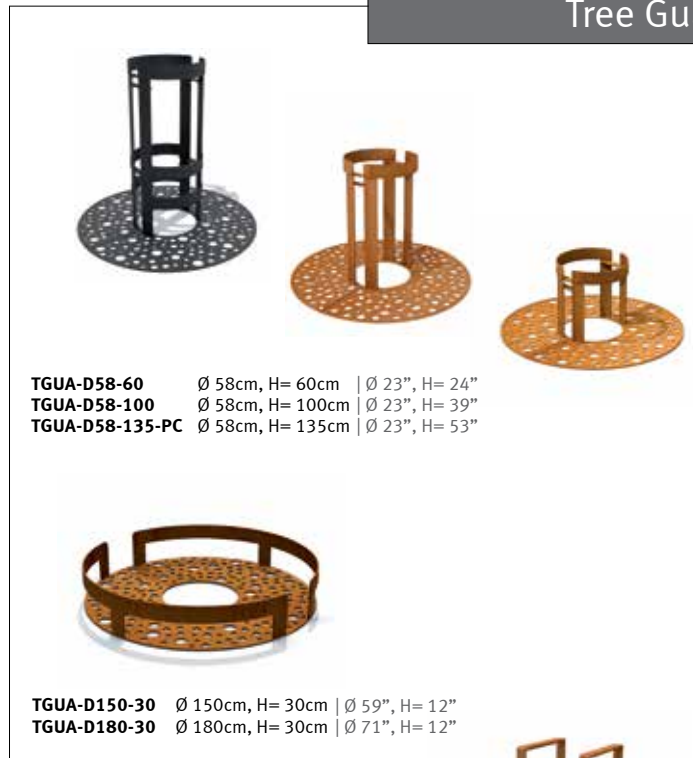 Tree Gu
TGUA-D58-60 Ø 58cm, H= 60cm | Ø 23”, H= 24”
TGUA-D58-100 Ø 58cm, H= 100cm | Ø 23”, H= 39”
TGUA-D58-135-PC Ø 58cm, H= 135cm | Ø 23”, H= 53”
TGUA-D150-30 Ø 150cm, H= 30cm | Ø 59”, H= 12”
TGUA-D180-30 Ø 180cm, H= 30cm | Ø 71”, H= 12”